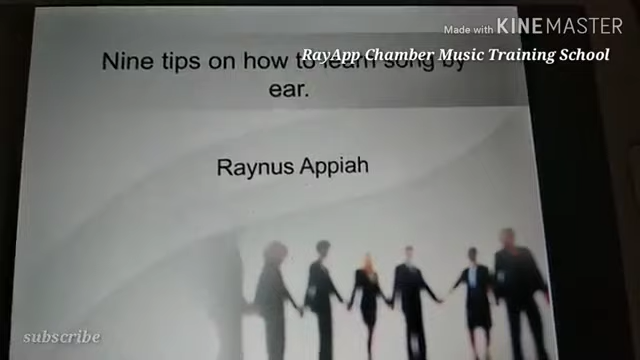 Made with KINEMASTER
RayApp Chamber Music Training School
Nine tips on how to learn song by
ear.
Raynus Appiah
subscribe